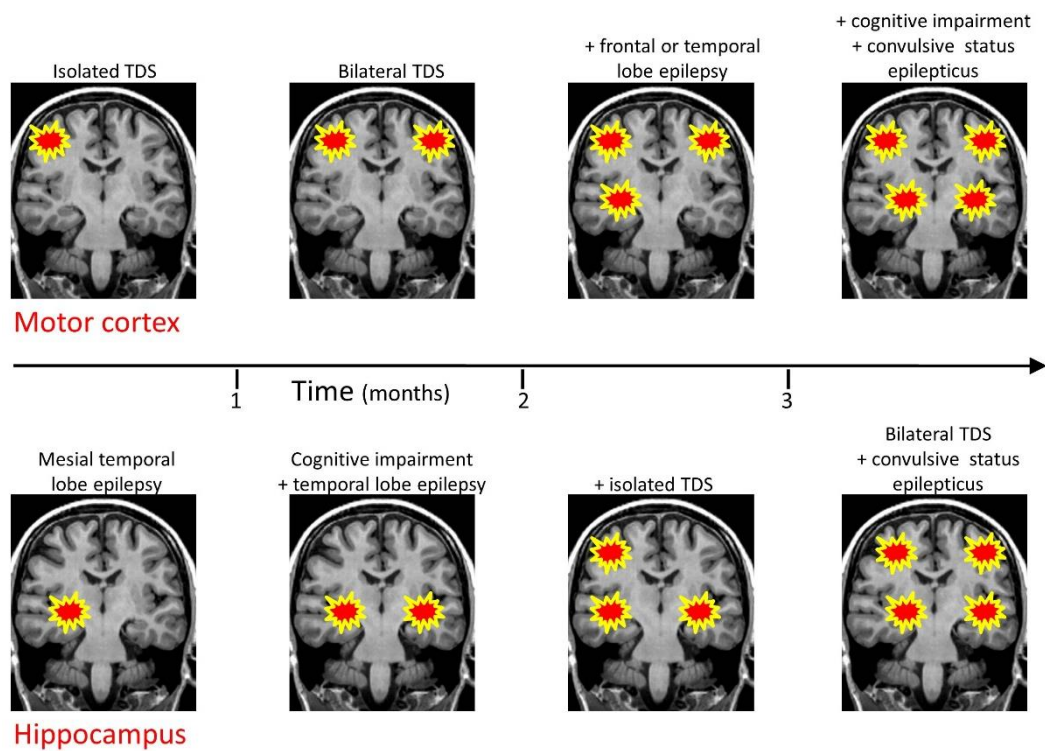 Isolated TDS
Bilateral TDS
+ frontal or temporal
lobe epilepsy
+ cognitive impairment
+ convulsive status
epilepticus
Motor cortex
1
Time (months)
2
3
Mesial temporal
lobe epilepsy
Cognitive impairment
+ temporal lobe epilepsy
+ isolated TDS
Bilateral TDS
+ convulsive status
epilepticus
Hippocampus